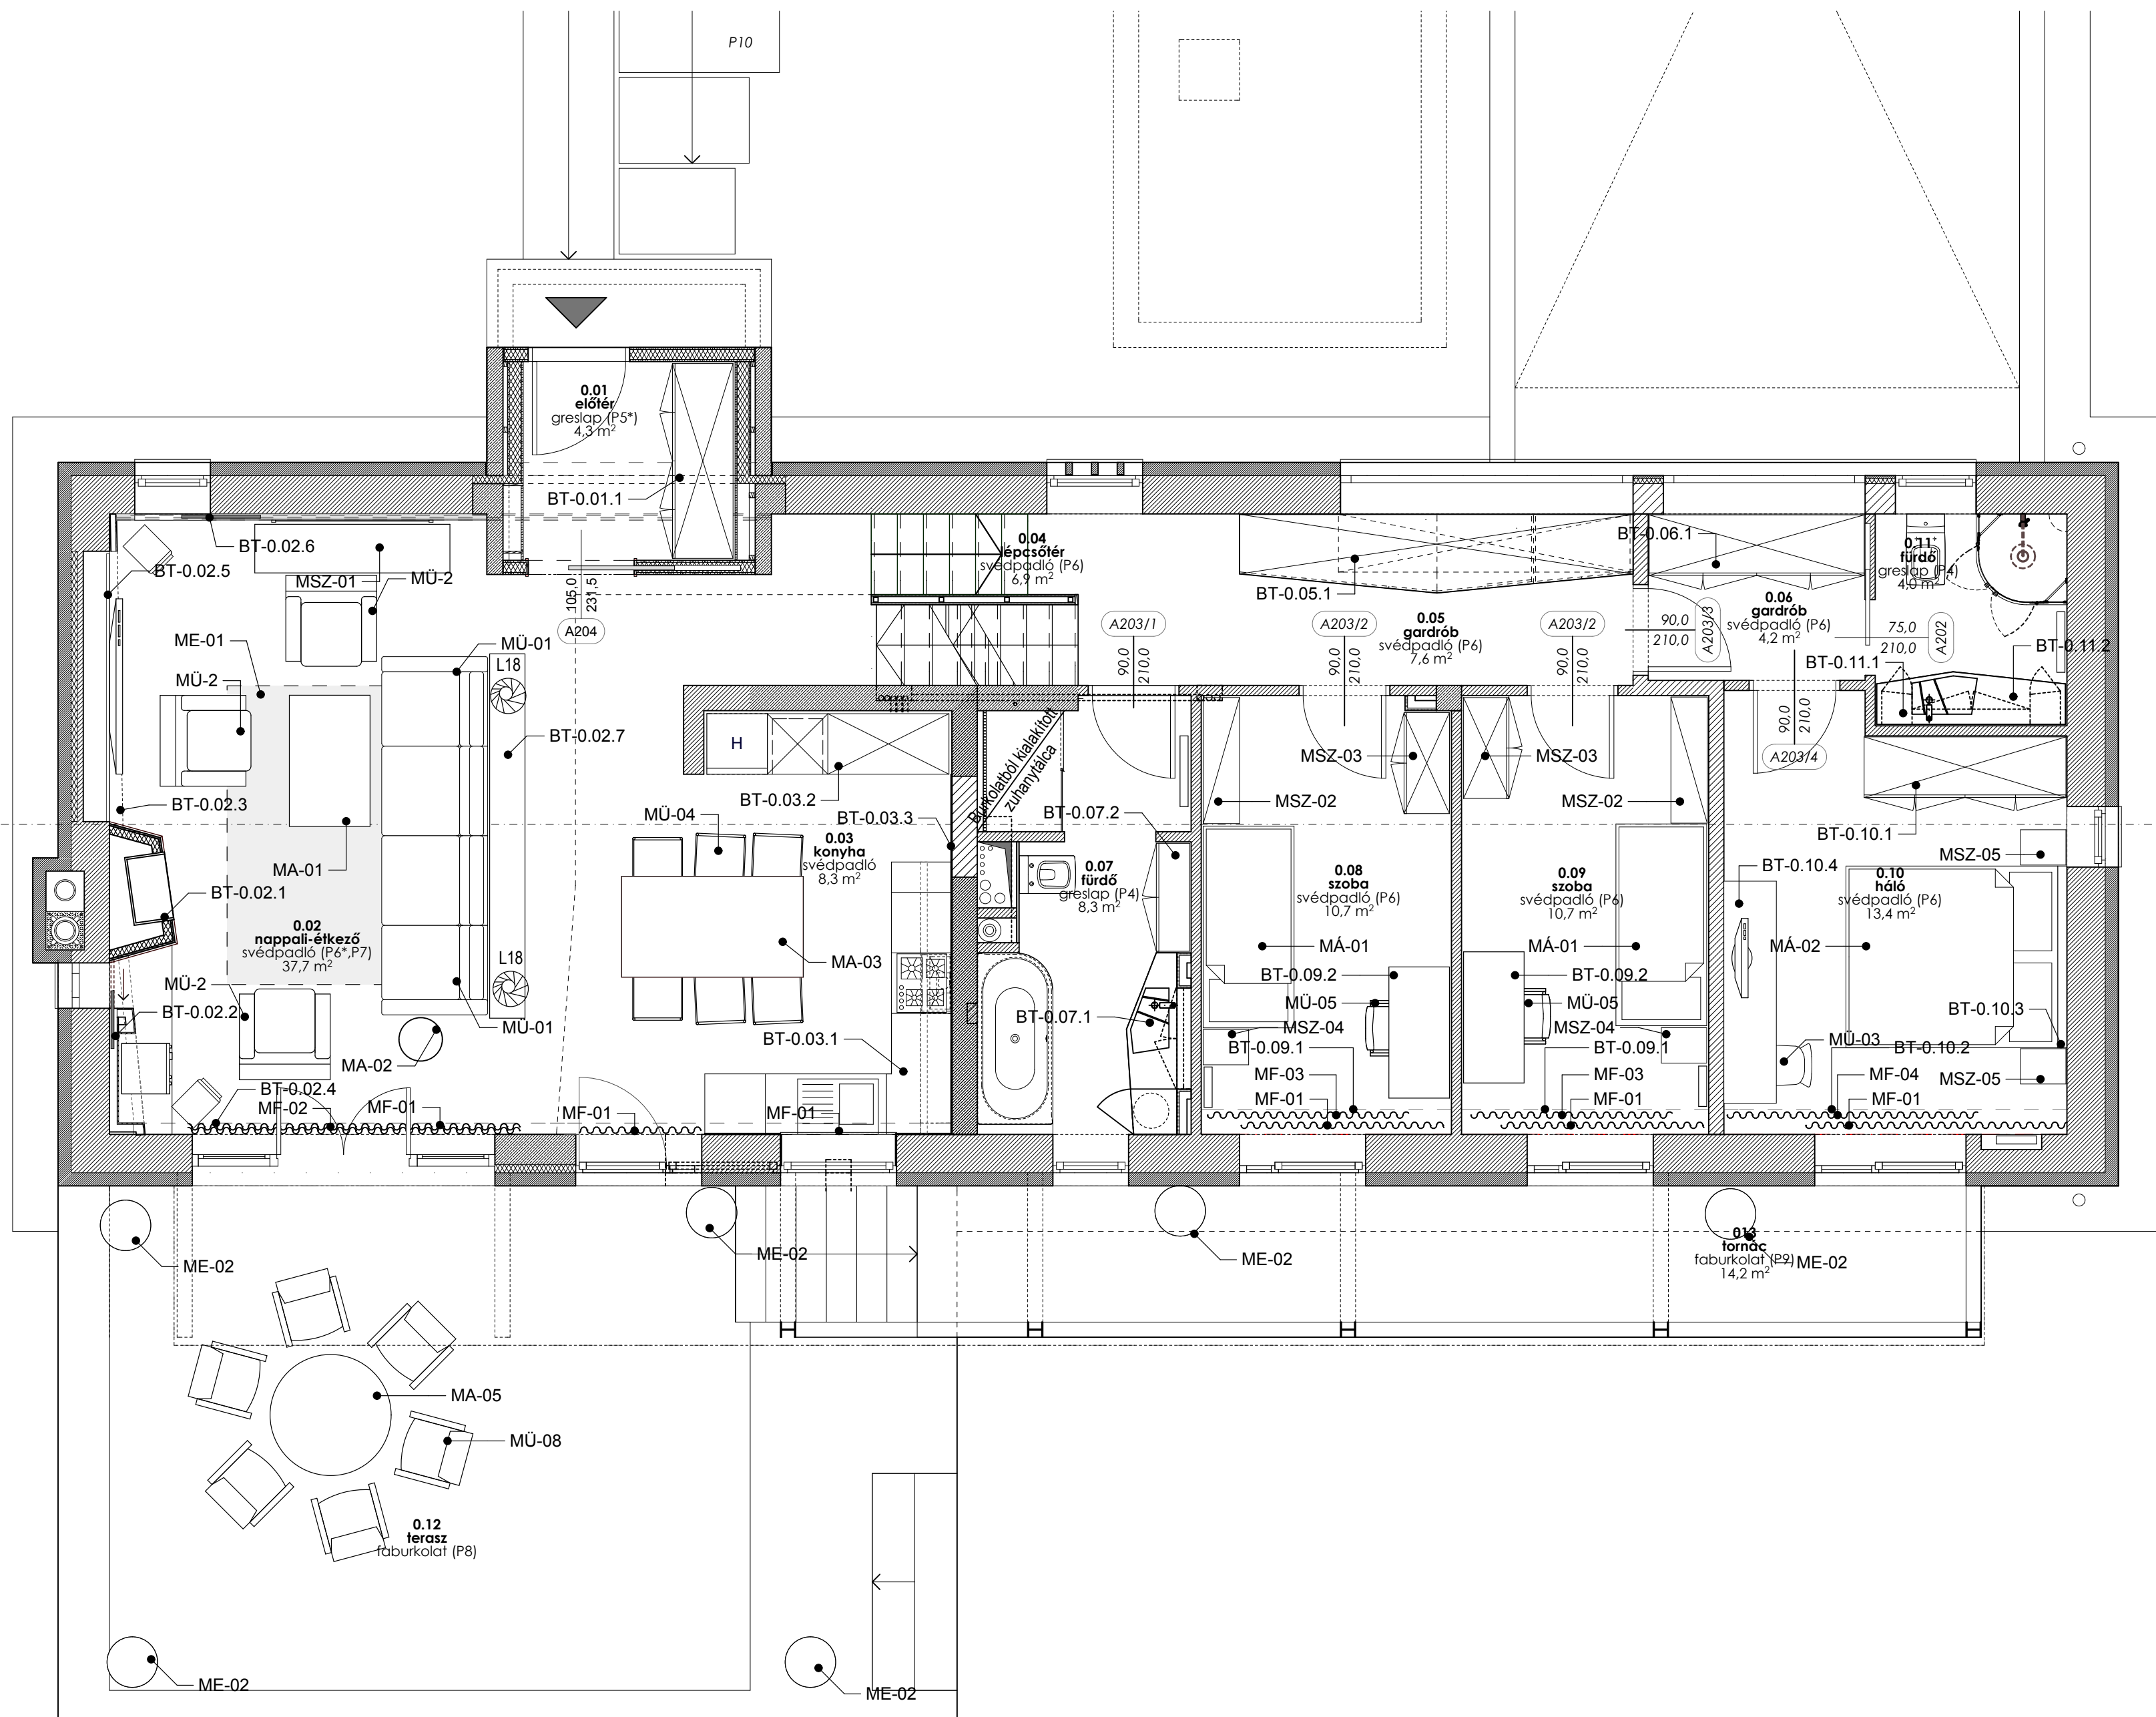 P10
0.01
előtér
greslap (P5*)
4,3 m²
BT-0.01.1
BT-0.02.6
BT-0.02.5
MSZ-01
MÜ-2
105,0
231,5
A204
ME-01
MÜ-01
MÜ-2
L18
BT-0.02.7
BT-0.02.3
MA-01
BT-0.02.1
0.02
nappali-étkező
svédpadló (P6*,P7)
37,7 m²
L18
MÜ-2
BT-0.02.2
MÜ-01
MA-02
BT-0.02.4
MF-02
MF-01
MF-01
MF-01
H
BT-0.03.2
BT-0.03.3
MÜ-04
0.03
konyha
svédpadló
8,3 m²
MA-03
BT-0.03.1
0.04
lépcsőtér
svédpadló (P6)
6,9 m²
BT-0.05.1
0.05
gardrób
svédpadló (P6)
7,6 m²
A203/1
90,0
210,0
A203/2
90,0
210,0
A203/2
90,0
210,0
90,0
210,0
A203/3
BT-0.06.1
0.06
gardrób
svédpadló (P6)
4,2 m²
75,0
210,0
A202
0.11
fürdő
greslap (P4)
4,0 m²
BT-0.11.1
BT-0.11.2
90,0
210,0
A203/4
Burkolatból kialakított
zuhanytálca
BT-0.07.2
0.07
fürdő
greslap (P4)
8,3 m²
BT-0.07.1
MSZ-03
MSZ-02
0.08
szoba
svédpadló (P6)
10,7 m²
MÁ-01
BT-0.09.2
MÜ-05
MSZ-04
BT-0.09.1
MF-03
MF-01
MSZ-03
MSZ-02
0.09
szoba
svédpadló (P6)
10,7 m²
MÁ-01
BT-0.09.2
MÜ-05
MSZ-04
BT-0.09.1
MF-03
MF-01
BT-0.10.1
MSZ-05
BT-0.10.4
0.10
háló
svédpadló (P6)
13,4 m²
MÁ-02
BT-0.10.3
MÜ-03
BT-0.10.2
MF-04
MSZ-05
MF-01
ME-02
ME-02
ME-02
013
tornác
faburkolat (P9)
14,2 m²
ME-02
MA-05
MÜ-08
0.12
terasz
faburkolat (P8)
ME-02
ME-02